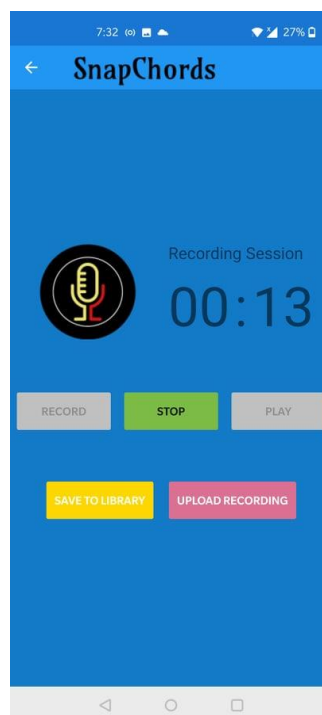 7:32 27%
SnapChords
Recording Session
00:13
RECORD STOP PLAY
SAVE TO LIBRARY UPLOAD RECORDING